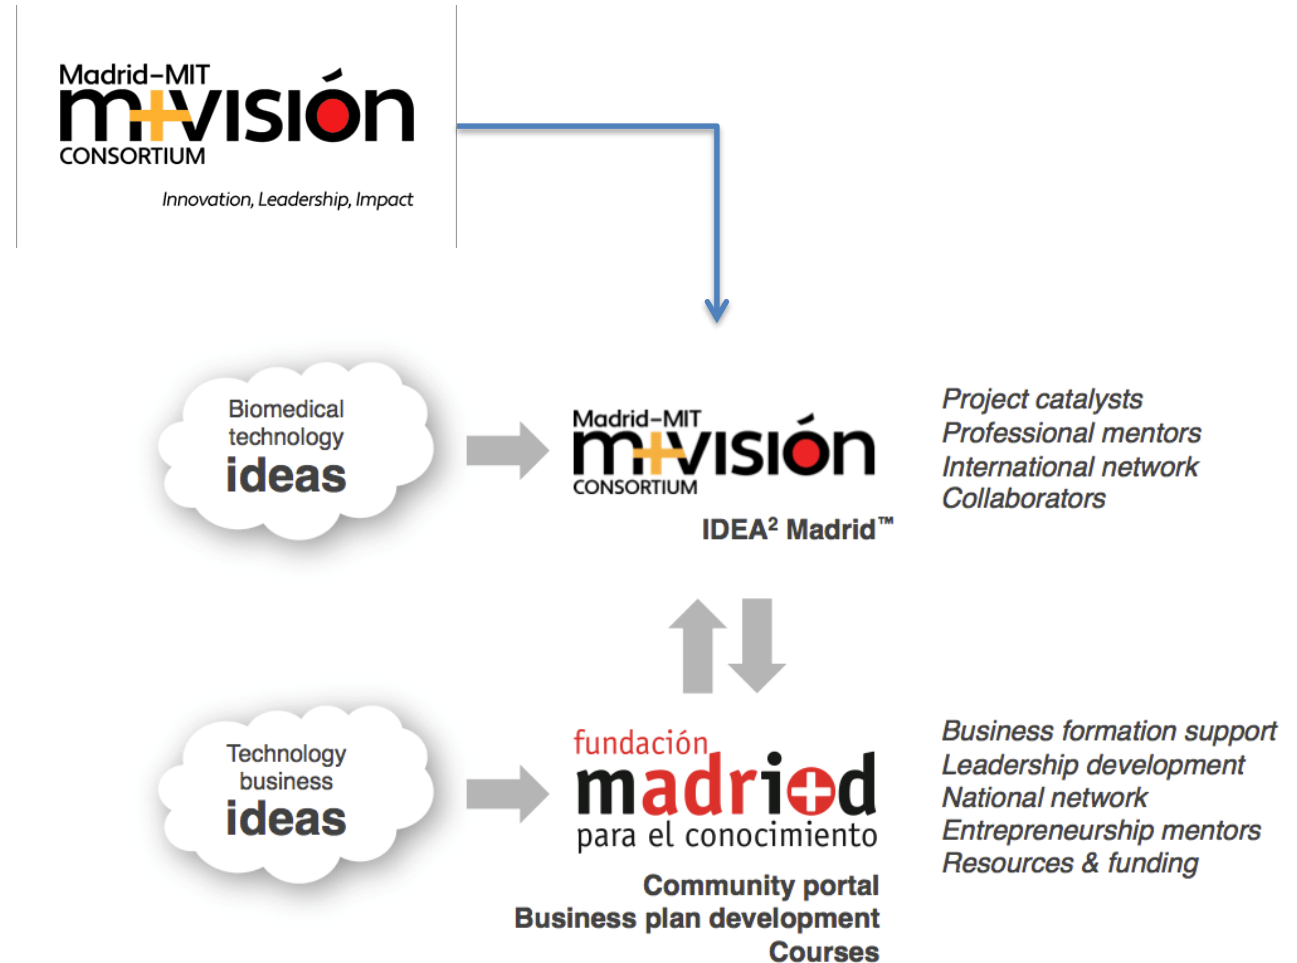 Madrid–MIT
m+visión
CONSORTIUM
Innovation, Leadership, Impact
Biomedical
technology
ideas
Madrid–MIT
m+visión
CONSORTIUM
IDEA² Madrid™
Project catalysts
Professional mentors
International network
Collaborators
Technology
business
ideas
fundación
madri+d
para el conocimiento
Community portal
Business plan development
Courses
Business formation support
Leadership development
National network
Entrepreneurship mentors
Resources & funding